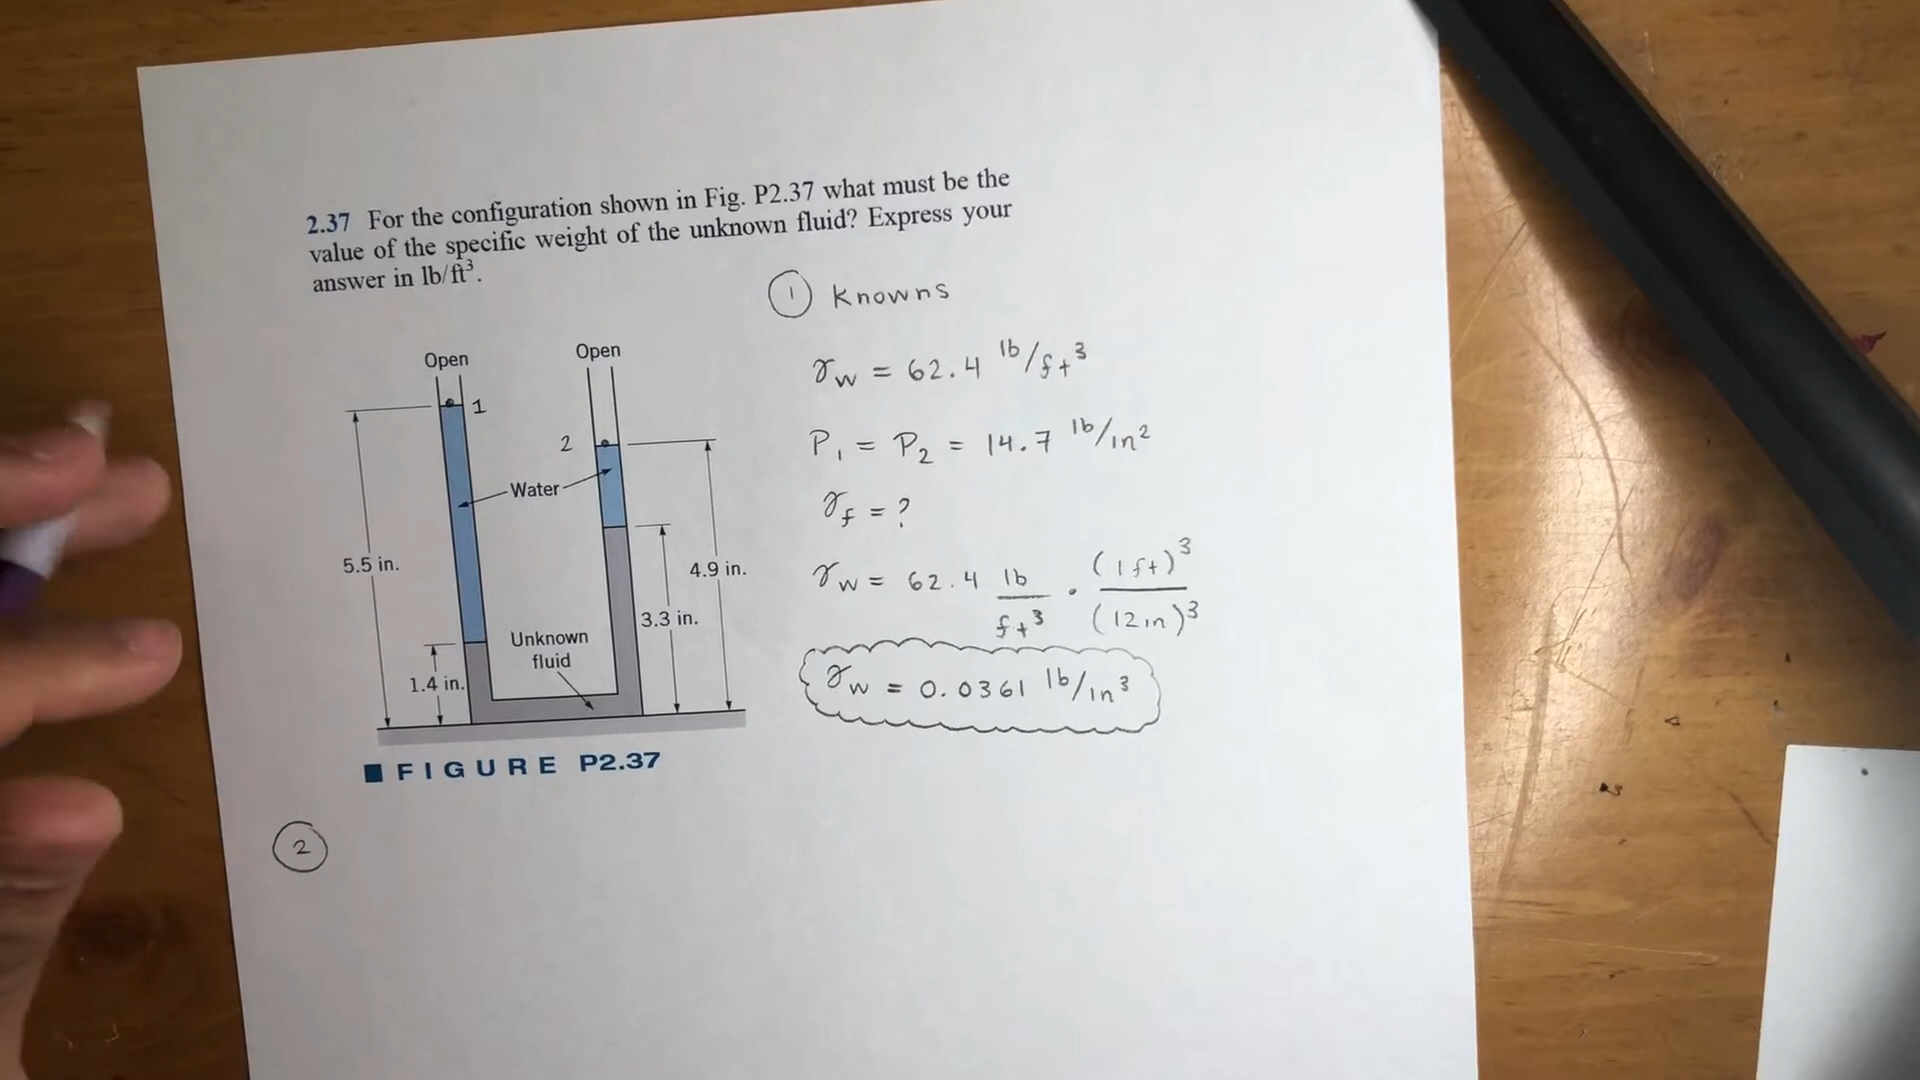 2.37 For the configuration shown in Fig. P2.37 what must be the
value of the specific weight of the unknown fluid? Express your
answer in lb/ft³.
① Knowns
γw = 62.4 lb/ft³
P₁ = P₂ = 14.7 lb/in²
γf = ?
γw = 62.4 lb/ft³ · (1ft)³/(12in)³
γw = 0.0361 lb/in³
Open
Open
1
2
Water
5.5 in.
4.9 in.
3.3 in.
Unknown
fluid
1.4 in.
FIGURE P2.37
②